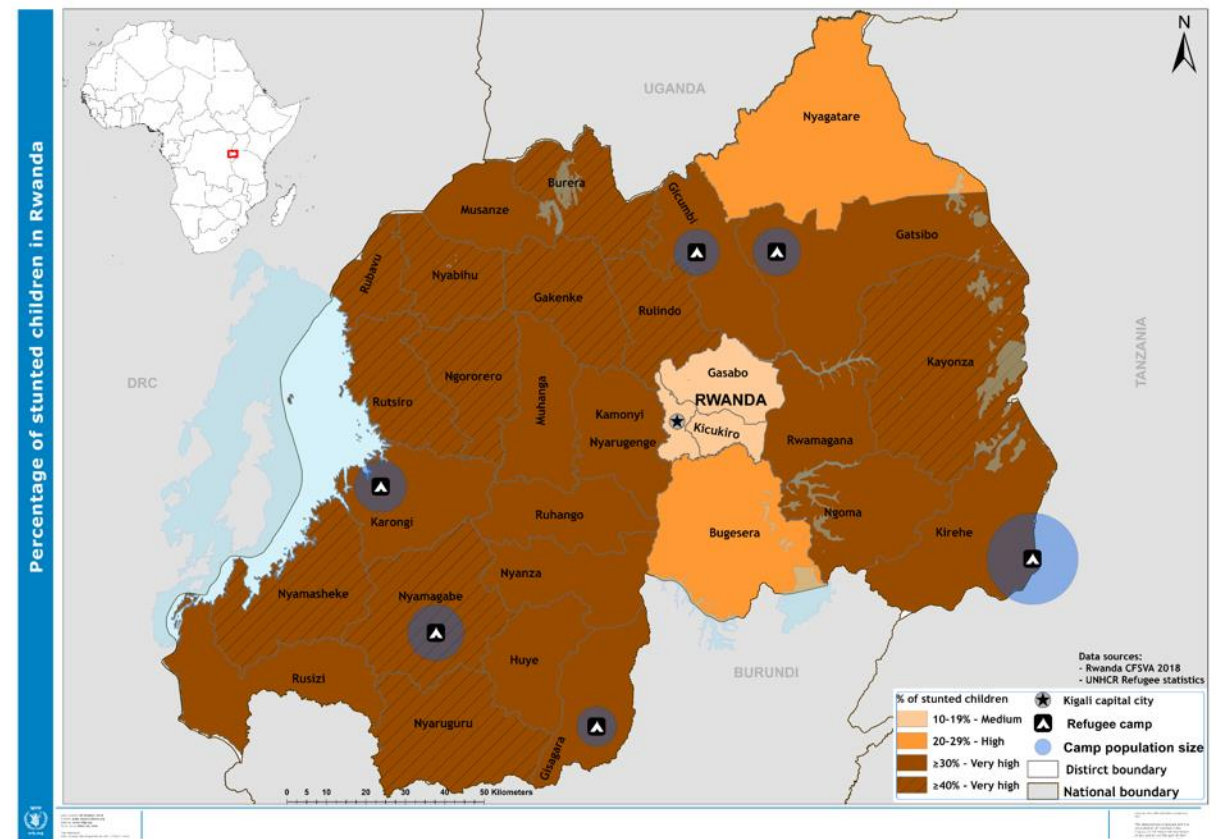 Percentage of stunted children in Rwanda
N
UGANDA
Nyagatare
Burera
Musanze
Gicumbi
Gatsibo
Rubavu
Nyabihu
Gakenke
Rulindo
Kayonza
TANZANIA
DRC
Gasabo
Ngororero
Rutsiro
Muhanga
RWANDA
Kamonyi
Kicukiro
Nyarugenge
Rwamagana
Karongi
Ruhango
Ngoma
Bugesera
Kirehe
Nyanza
Nyamasheke
Nyamagabe
Huye
BURUNDI
Rusizi
Nyaruguru
Gisagara
0 5 10 20 30 40 50 Kilometers
Data sources:
- Rwanda CFSVA 2018
- UNHCR Refugee statistics
% of stunted children
10-19% - Medium
20-29% - High
≥30% - Very high
≥40% - Very high
Kigali capital city
Refugee camp
Camp population size
Distirct boundary
National boundary
wfp.org